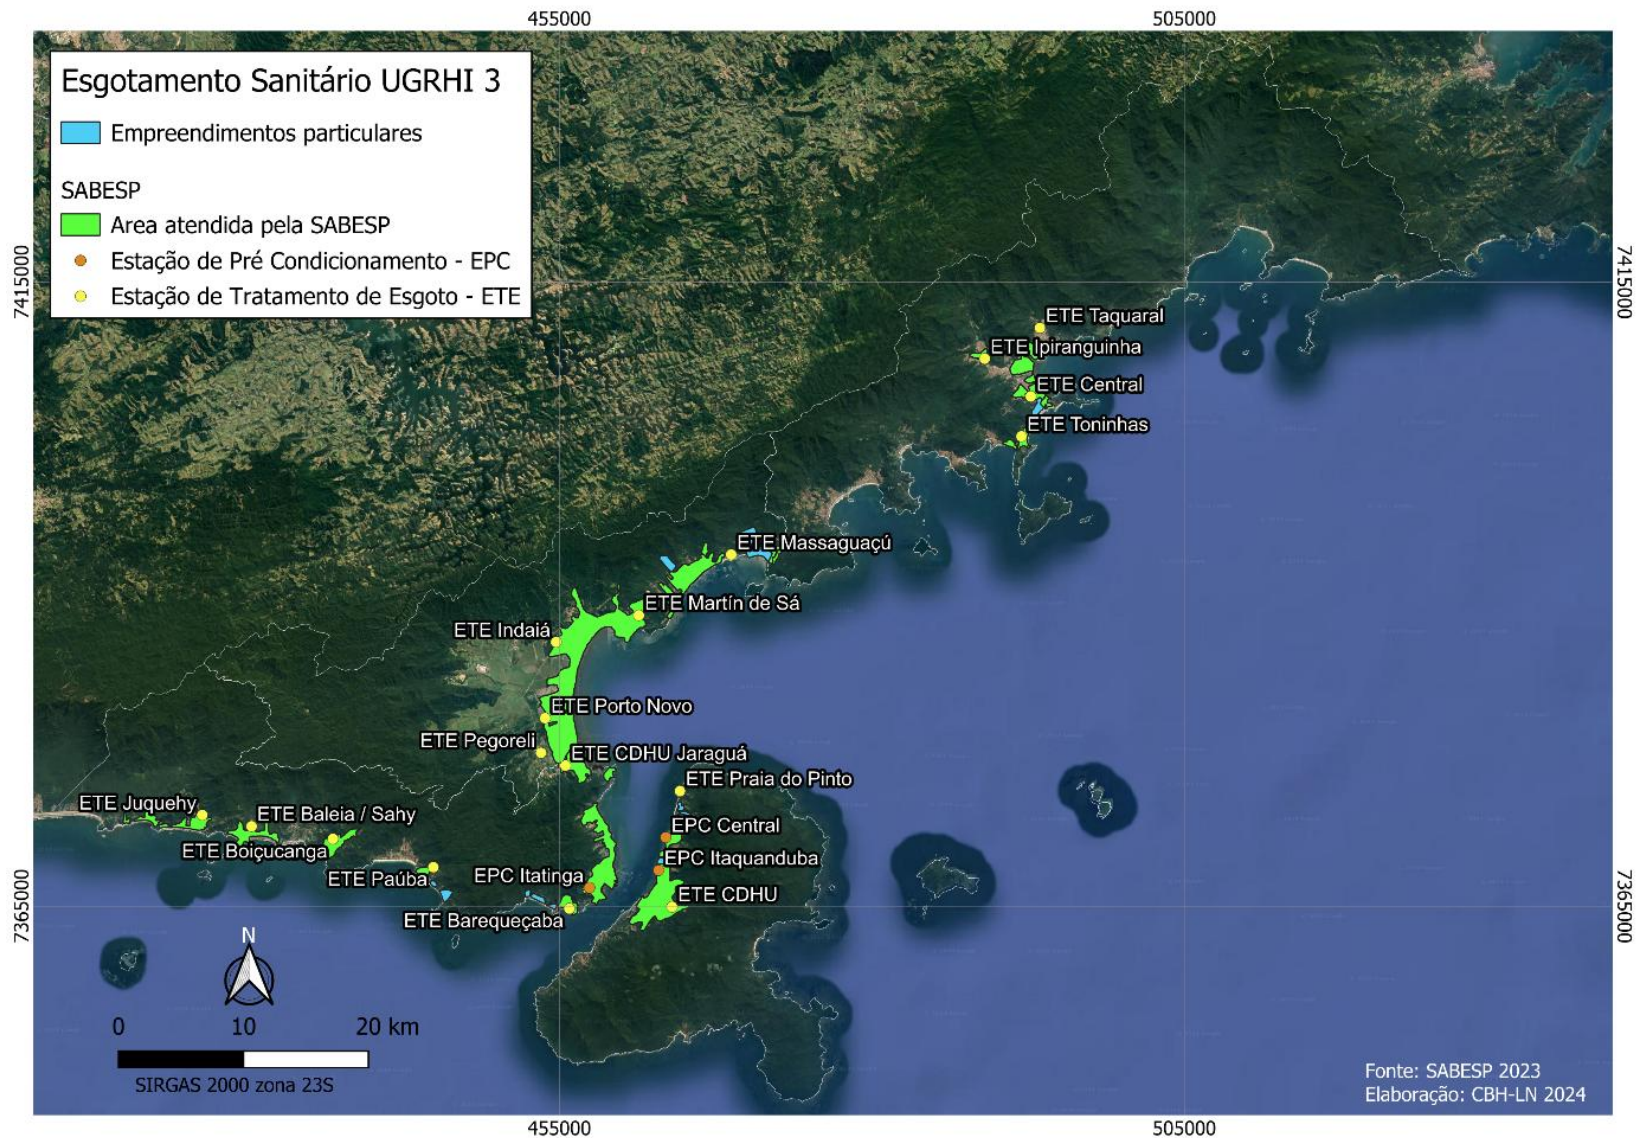 455000
505000
Esgotamento Sanitário UGRHI 3
Empreendimentos particulares
SABESP
Area atendida pela SABESP
Estação de Pré Condicionamento - EPC
Estação de Tratamento de Esgoto - ETE
7415000
7415000
ETE Taquaral
ETE Ipiranguinha
ETE Central
ETE Toninhas
ETE Massaguaçú
ETE Martín de Sá
ETE Indaiá
ETE Porto Novo
ETE Pegoreli
ETE CDHU Jaraguá
ETE Praia do Pinto
ETE Juquehy
ETE Baleia / Sahy
EPC Central
ETE Boiçucanga
EPC Itaquanduba
ETE Paúba
EPC Itatinga
ETE CDHU
ETE Barequeçaba
7365000
7365000
N
0 10 20 km
SIRGAS 2000 zona 23S
Fonte: SABESP 2023
Elaboração: CBH-LN 2024
455000
505000